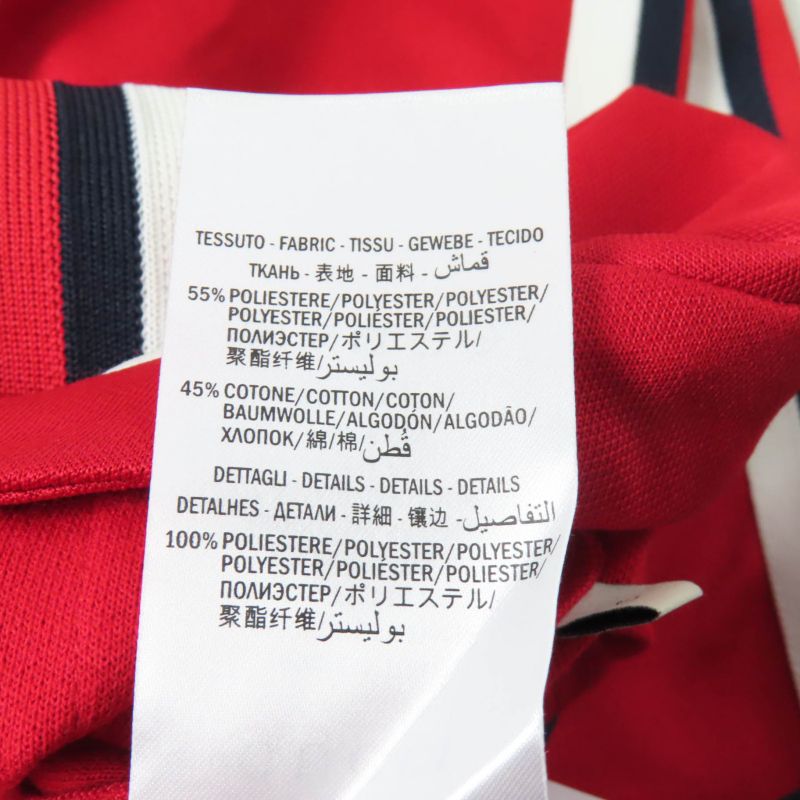 TESSUTO - FABRIC - TISSU - GEWEBE - TECIDO
ТКАНЬ - 表地 - 面料 - قماش
55% POLIESTERE/POLYESTER/POLYESTER/
POLYESTER/POLIÉSTER/POLIÉSTER/
ПОЛИЭСТЕР/ポリエステル/
聚酯纤维/بوليستر
45% COTONE/COTTON/COTON/
BAUMWOLLE/ALGODÓN/ALGODÃO/
ХЛОПОК/綿/棉/قُطن
DETTAGLI - DETAILS - DETAILS - DETAILS
DETALHES - ДЕТАЛИ - 詳細 - 镶边 - التفاصيل
100% POLIESTERE/POLYESTER/POLYESTER/
POLYESTER/POLIÉSTER/POLIÉSTER/
ПОЛИЭСТЕР/ポリエステル/
聚酯纤维/بوليستر